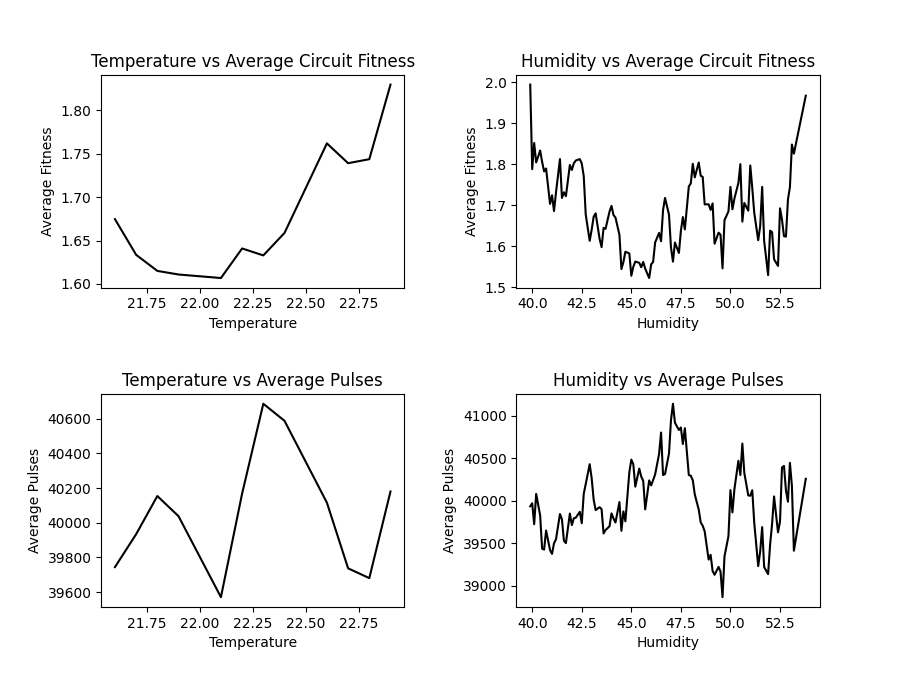 Temperature vs Average Circuit Fitness
1.80
1.75
1.70
1.65
1.60
Average Fitness
21.75 22.00 22.25 22.50 22.75
Temperature
Humidity vs Average Circuit Fitness
2.0
1.9
1.8
1.7
1.6
1.5
Average Fitness
40.0 42.5 45.0 47.5 50.0 52.5
Humidity
Temperature vs Average Pulses
40600
40400
40200
40000
39800
39600
Average Pulses
21.75 22.00 22.25 22.50 22.75
Temperature
Humidity vs Average Pulses
41000
40500
40000
39500
39000
Average Pulses
40.0 42.5 45.0 47.5 50.0 52.5
Humidity